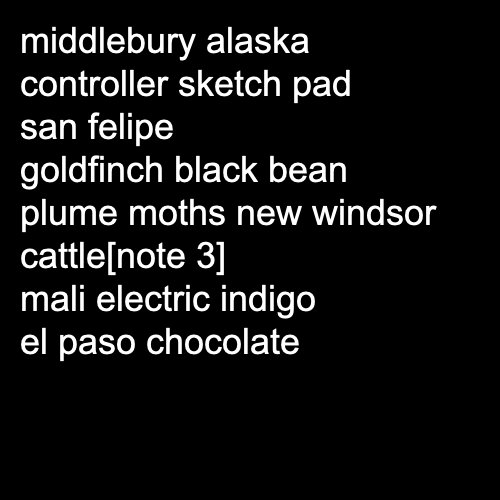 middlebury alaska
controller sketch pad
san felipe
goldfinch black bean
plume moths new windsor
cattle[note 3]
mali electric indigo
el paso chocolate